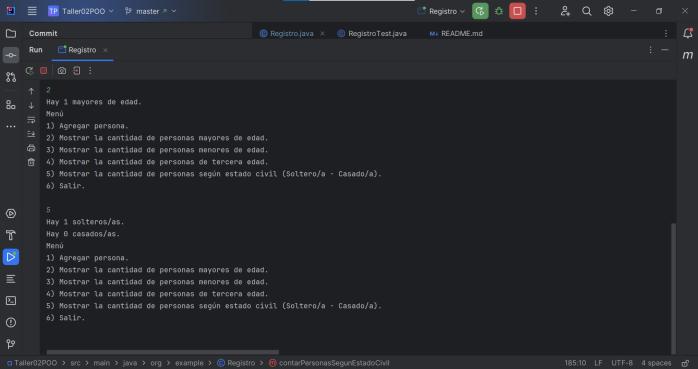 TP Taller02POO master Registro
Commit Registro.java RegistroTest.java README.md
Run Registro
2
Hay 1 mayores de edad.
Menú
1) Agregar persona.
2) Mostrar la cantidad de personas mayores de edad.
3) Mostrar la cantidad de personas menores de edad.
4) Mostrar la cantidad de personas de tercera edad.
5) Mostrar la cantidad de personas según estado civil (Soltero/a - Casado/a).
6) Salir.
5
Hay 1 solteros/as.
Hay 0 casados/as.
Menú
1) Agregar persona.
2) Mostrar la cantidad de personas mayores de edad.
3) Mostrar la cantidad de personas menores de edad.
4) Mostrar la cantidad de personas de tercera edad.
5) Mostrar la cantidad de personas según estado civil (Soltero/a - Casado/a).
6) Salir.
Taller02POO > src > main > java > org > example > Registro > contarPersonasSegunEstadoCivil 185:10 LF UTF-8 4 spaces